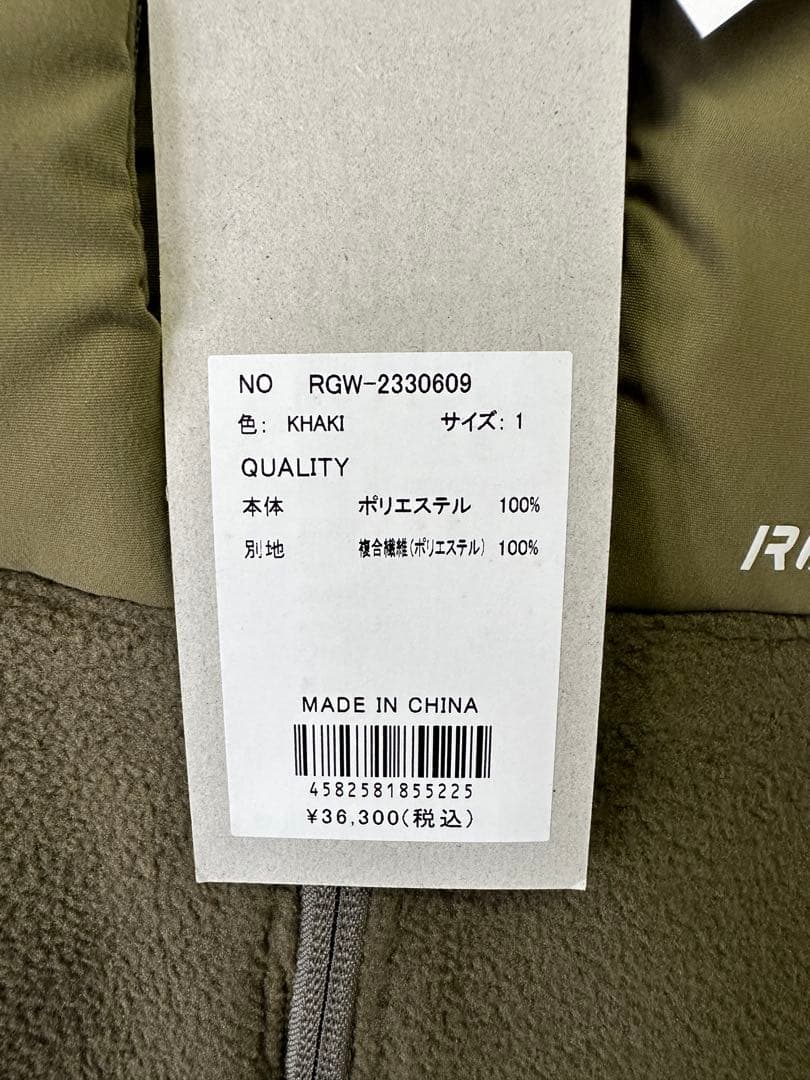 NO RGW-2330609
色: KHAKI サイズ: 1
QUALITY
本体 ポリエステル 100%
別地 複合繊維(ポリエステル) 100%
MADE IN CHINA
4582581855225
¥36,300(税込)